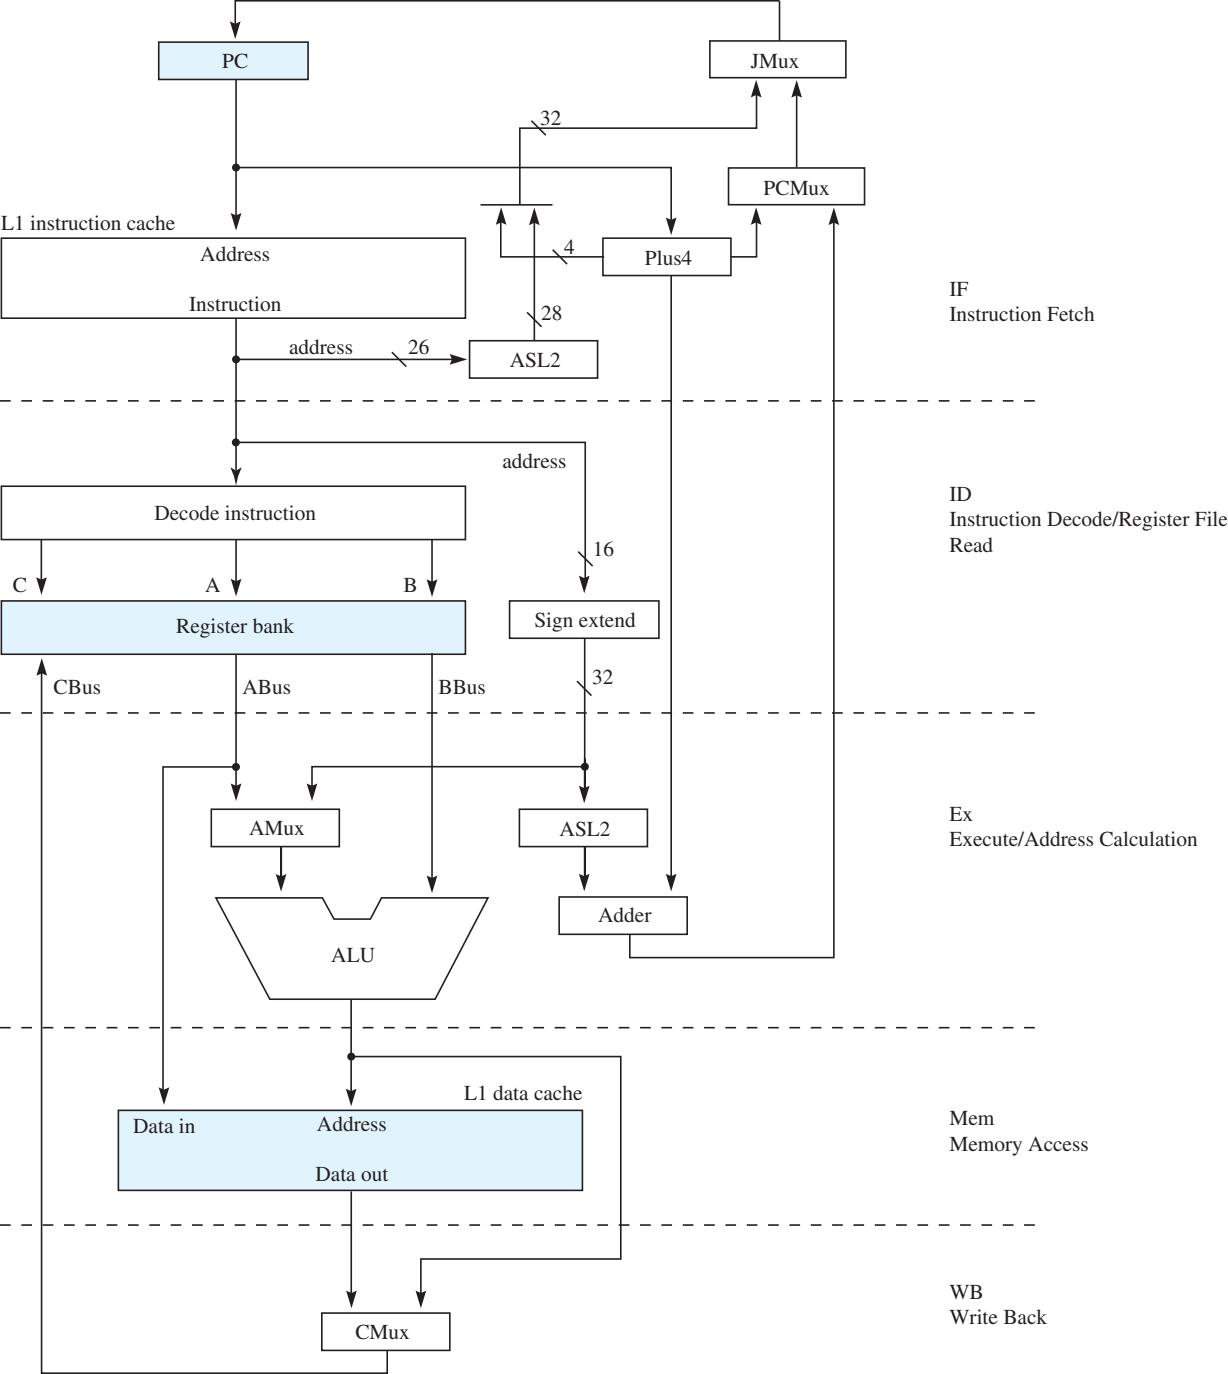 PC
JMux
32
PCMux
L1 instruction cache
Address
4
Plus4
Instruction
28
IF
Instruction Fetch
address
26
ASL2
address
Decode instruction
ID
Instruction Decode/Register File
Read
16
C
A
B
Register bank
Sign extend
CBus
ABus
BBus
32
AMux
ASL2
Ex
Execute/Address Calculation
Adder
ALU
L1 data cache
Data in
Address
Data out
Mem
Memory Access
WB
Write Back
CMux